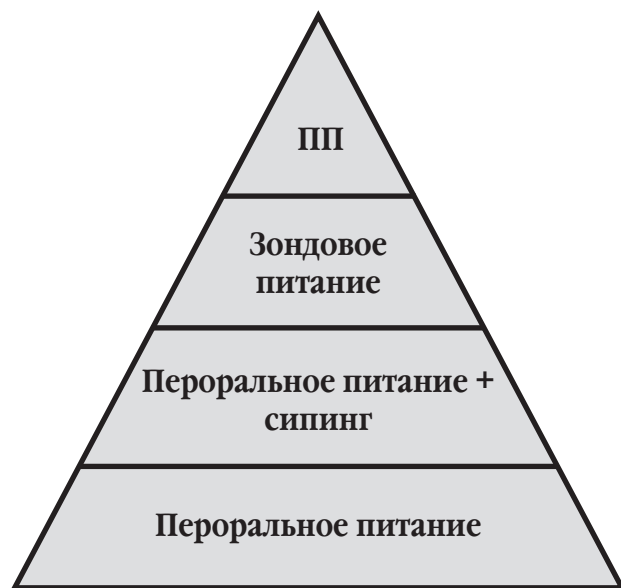 ПП
Зондовое
питание
Пероральное питание +
сипинг
Пероральное питание